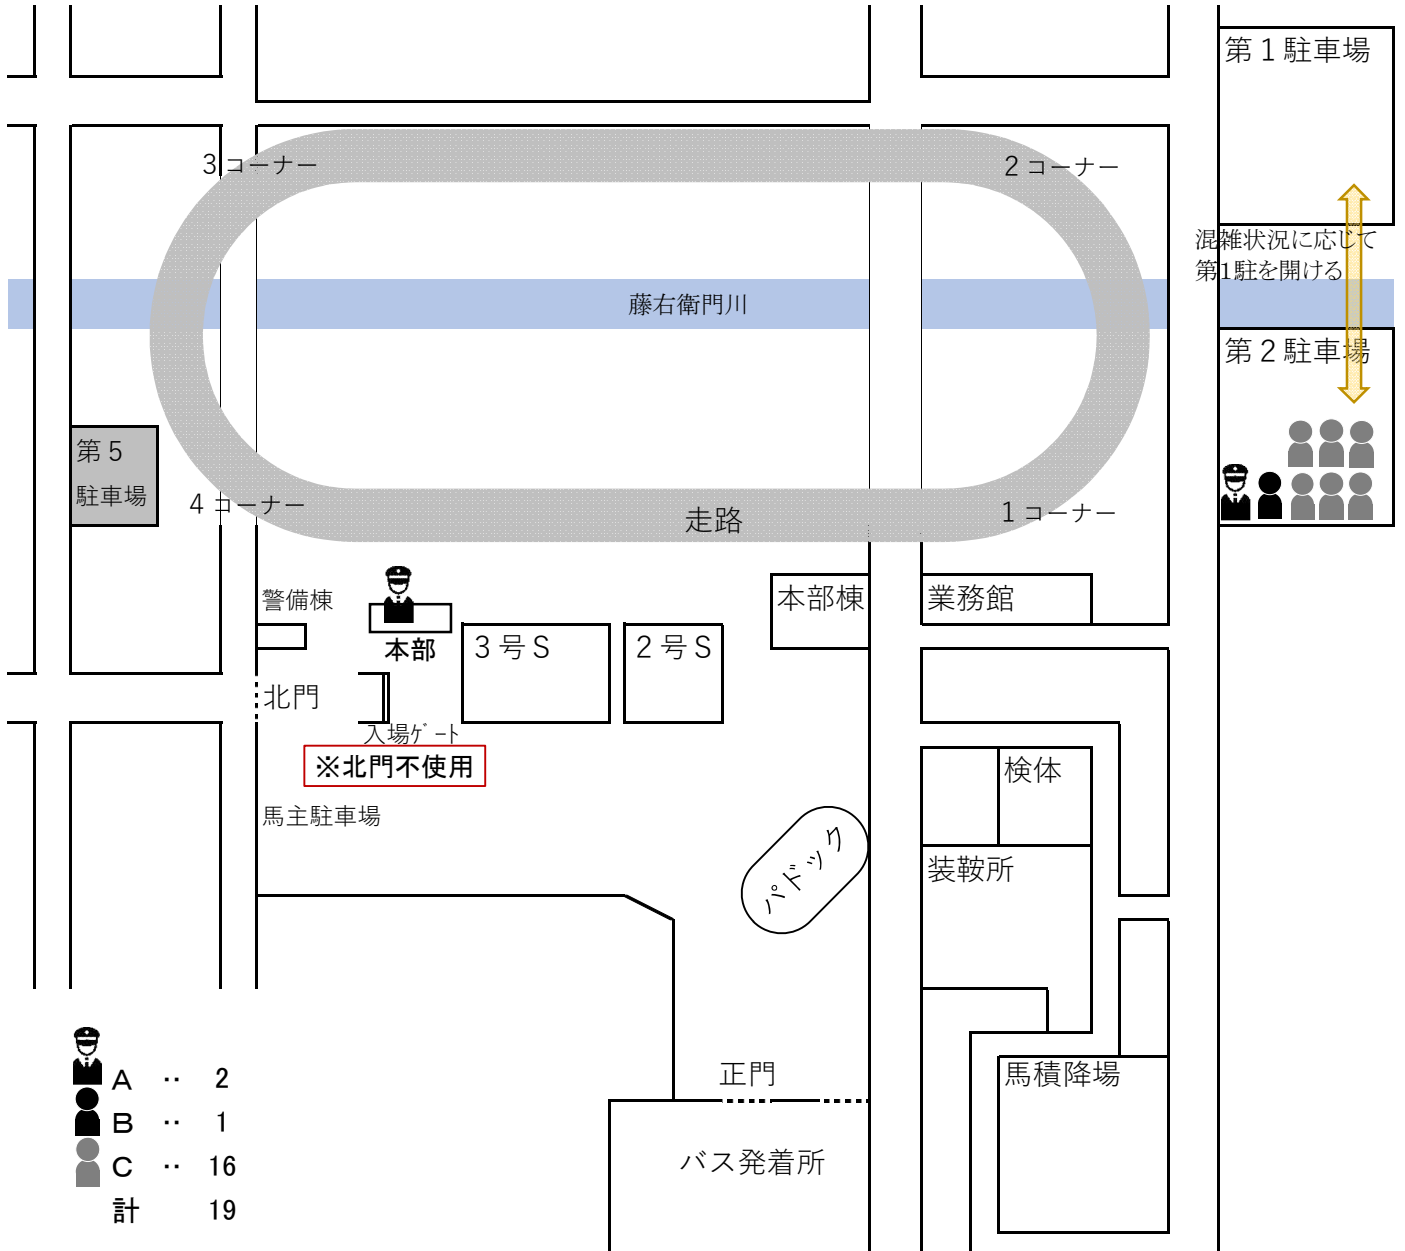 第１駐車場
3 コーナー
2 コーナー
混雑状況に応じて
第1駐を開ける
藤右衛門川
第２駐車場
第５
駐車場
4 コーナー
走路
1 コーナー
警備棟
本部
本部棟
業務館
３号Ｓ
２号Ｓ
北門
入場ｹﾞｰﾄ
※北門不使用
検体
馬主駐車場
パドック
装鞍所
正門
馬積降場
バス発着所
A ‥ 2
B ‥ 1
C ‥ 16
計 19